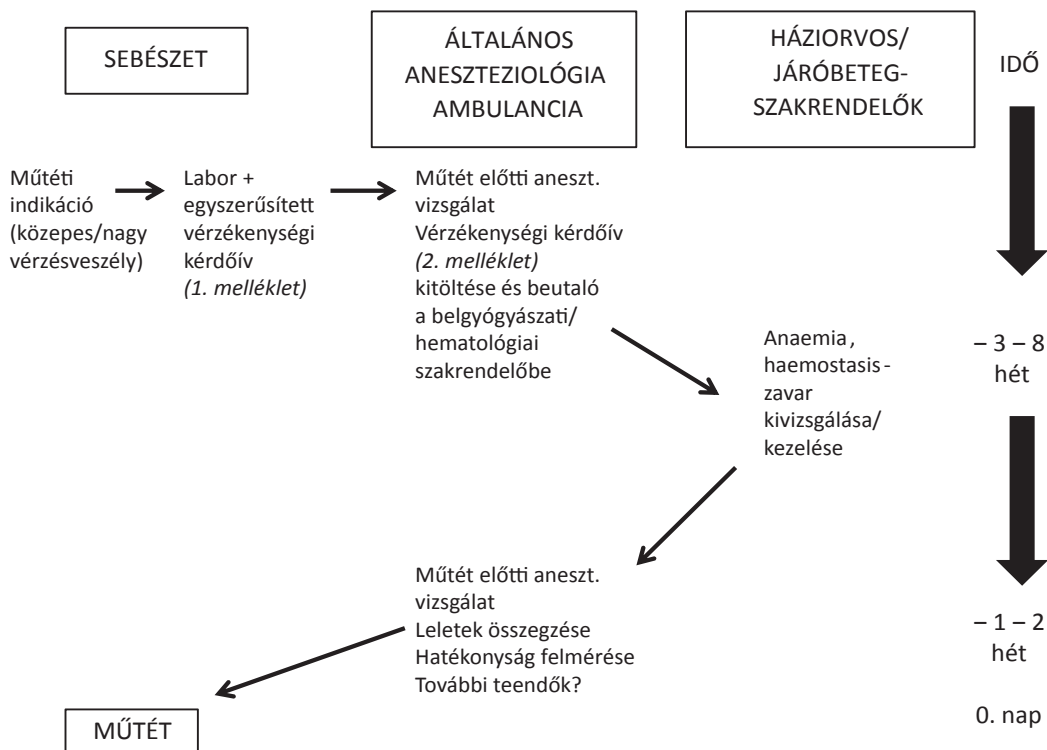 SEBÉSZET
ÁLTALÁNOS
ANESZTEZIOLÓGIA
AMBULANCIA
HÁZIORVOS/
JÁRÓBETEG-
SZAKRENDELŐK
IDŐ
Műtéti
indikáció
(közepes/nagy
vérzésveszély)
Labor +
egyszerűsített
vérzékenységi
kérdőív
(1. melléklet)
Műtét előtti aneszt.
vizsgálat
Vérzékenységi kérdőív
(2. melléklet)
kitöltése és beutaló
a belgyógyászati/
hematológiai
szakrendelőbe
Anaemia,
haemostasis-
zavar
kivizsgálása/
kezelése
– 3 – 8
hét
Műtét előtti aneszt.
vizsgálat
Leletek összegzése
Hatékonyság felmérése
További teendők?
– 1 – 2
hét
0. nap
MŰTÉT